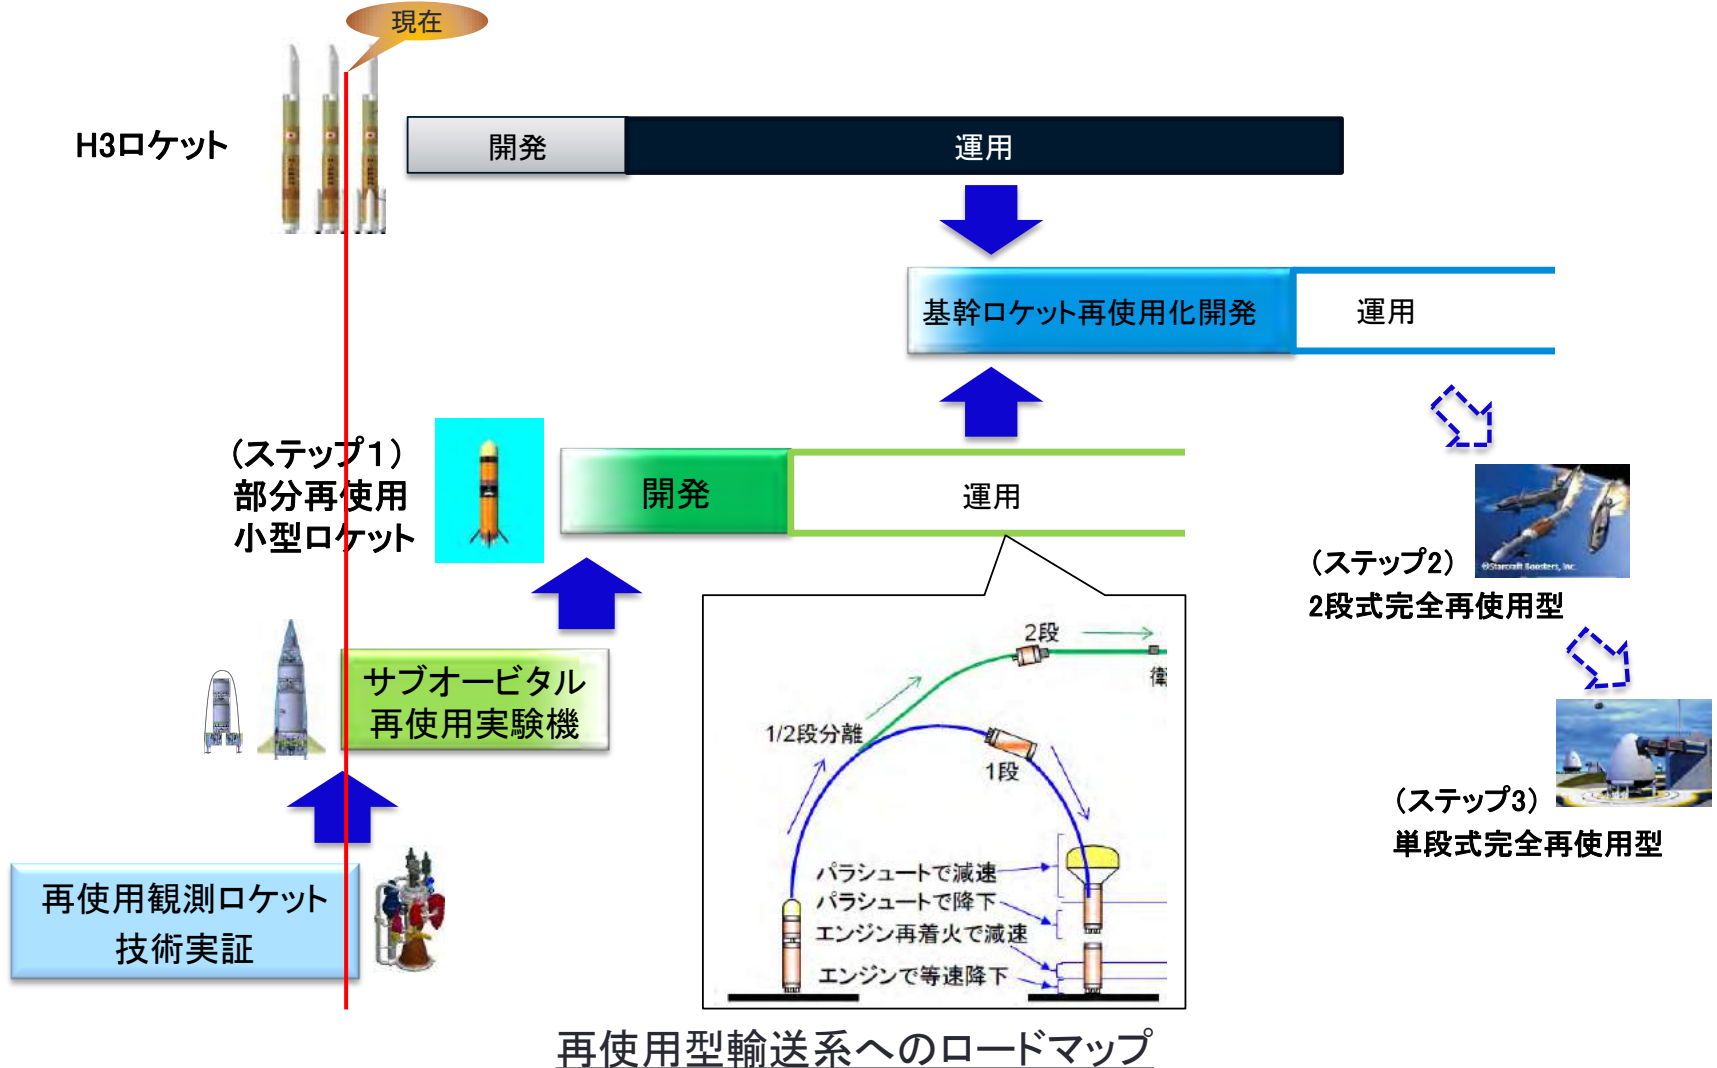 現在
H3ロケット
開発
運用
基幹ロケット再使用化開発
運用
（ステップ１）
部分再使用
小型ロケット
開発
運用
©Starcraft Boosters, Inc.
（ステップ2）
2段式完全再使用型
サブオービタル
再使用実験機
2段
衛
1/2段分離
1段
（ステップ3）
単段式完全再使用型
パラシュートで減速
パラシュートで降下
エンジン再着火で減速
エンジンで等速降下
再使用観測ロケット
技術実証
再使用型輸送系へのロードマップ